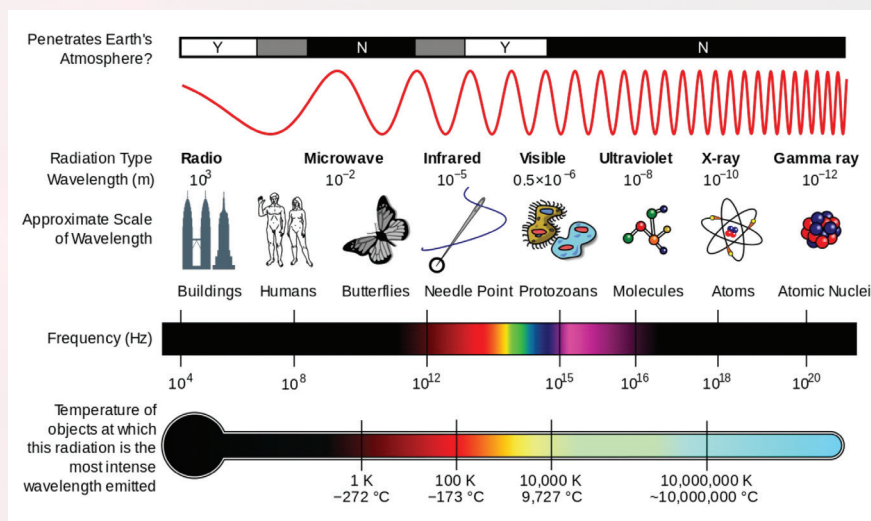 Penetrates Earth's
Atmosphere?
Y N Y N
Radiation Type
Radio Microwave Infrared Visible Ultraviolet X-ray Gamma ray
Wavelength (m)
10³ 10⁻² 10⁻⁵ 0.5×10⁻⁶ 10⁻⁸ 10⁻¹⁰ 10⁻¹²
Approximate Scale
of Wavelength
Buildings Humans Butterflies Needle Point Protozoans Molecules Atoms Atomic Nuclei
Frequency (Hz)
10⁴ 10⁸ 10¹² 10¹⁵ 10¹⁶ 10¹⁸ 10²⁰
Temperature of
objects at which
this radiation is the
most intense
wavelength emitted
1 K 100 K 10,000 K 10,000,000 K
−272 °C −173 °C 9,727 °C ~10,000,000 °C